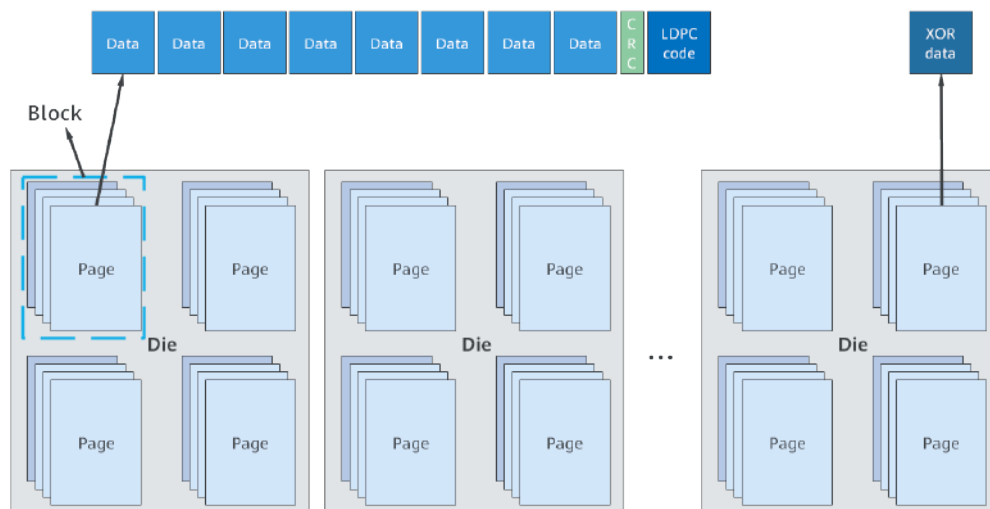 Data Data Data Data Data Data Data Data C R C LDPC code XOR data
Block
Page Page Page Page Page Page
Die Die ... Die
Page Page Page Page Page Page